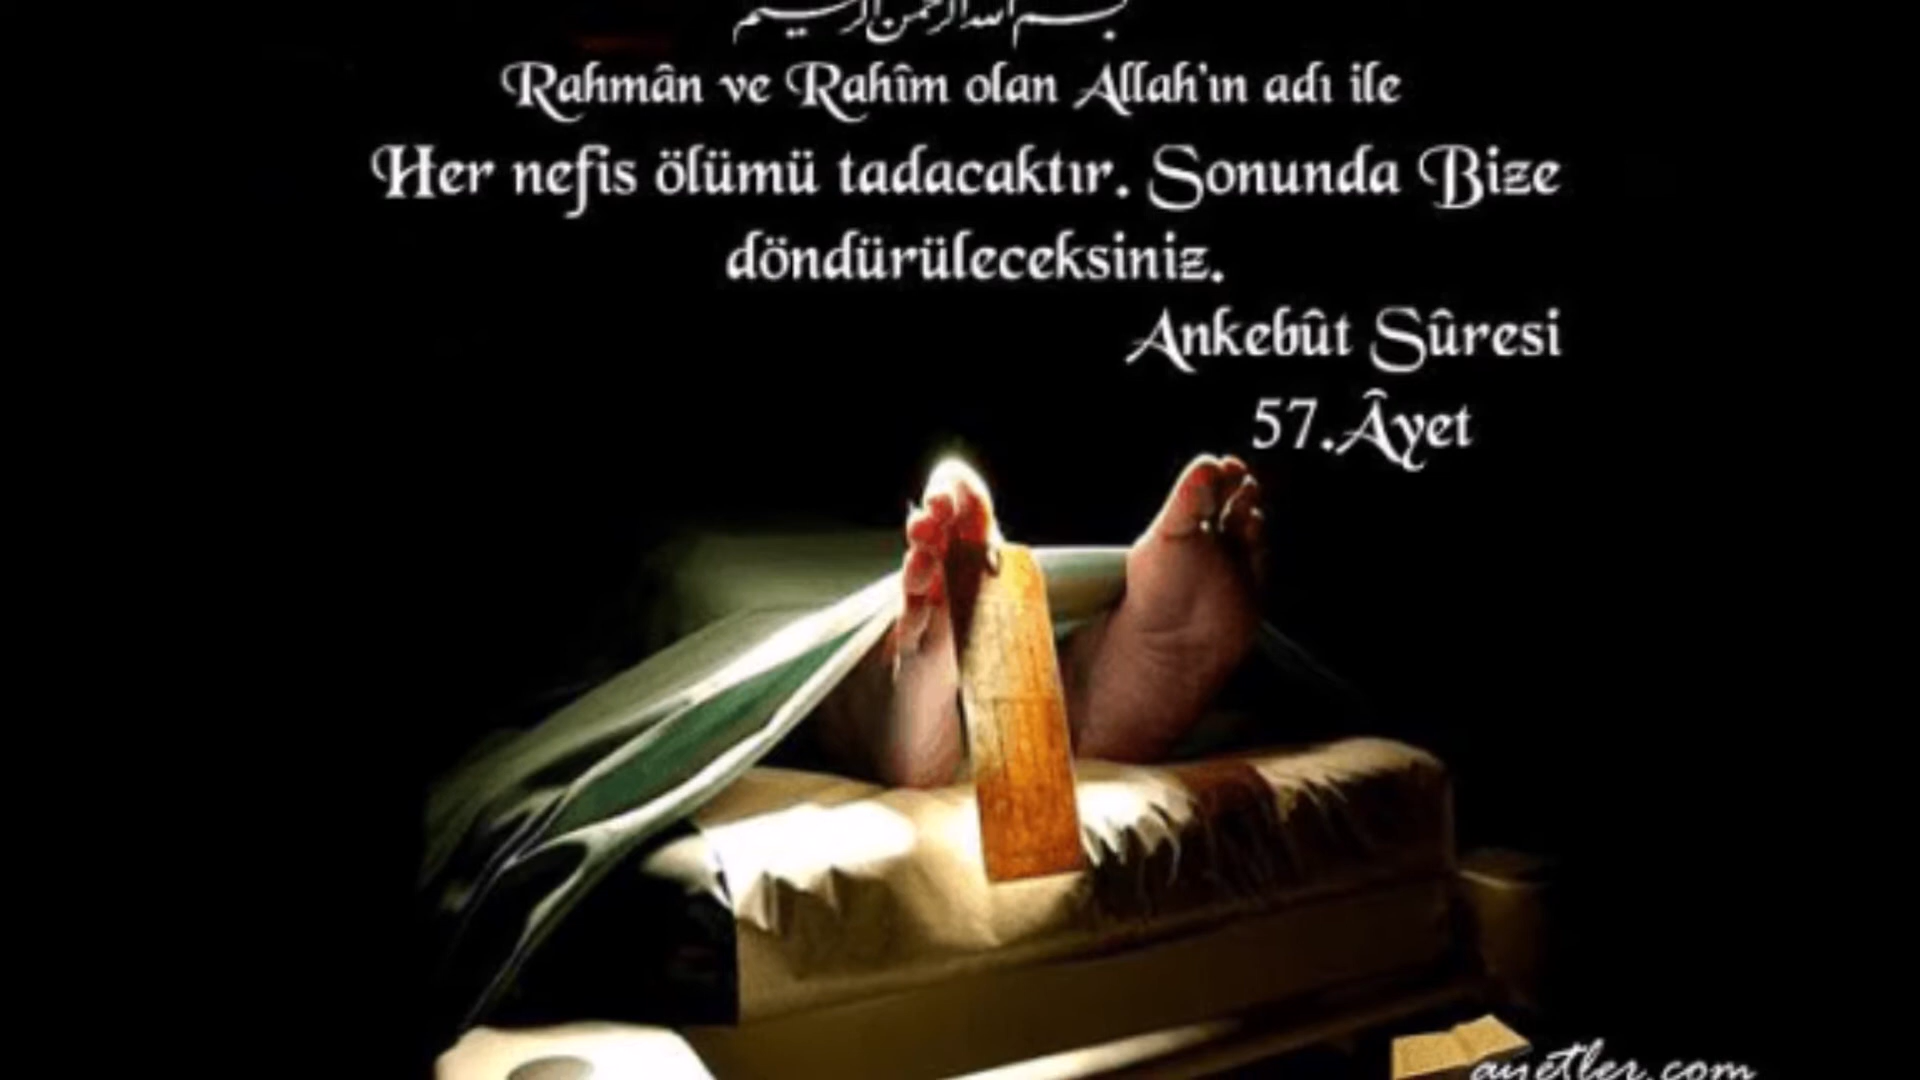 بسم الله الرحمن الرحيم
Rahmân ve Rahîm olan Allah'ın adı ile
Her nefis ölümü tadacaktır. Sonunda Bize
döndürüleceksiniz.
Ankebût Sûresi
57.Âyet
ayetler.com